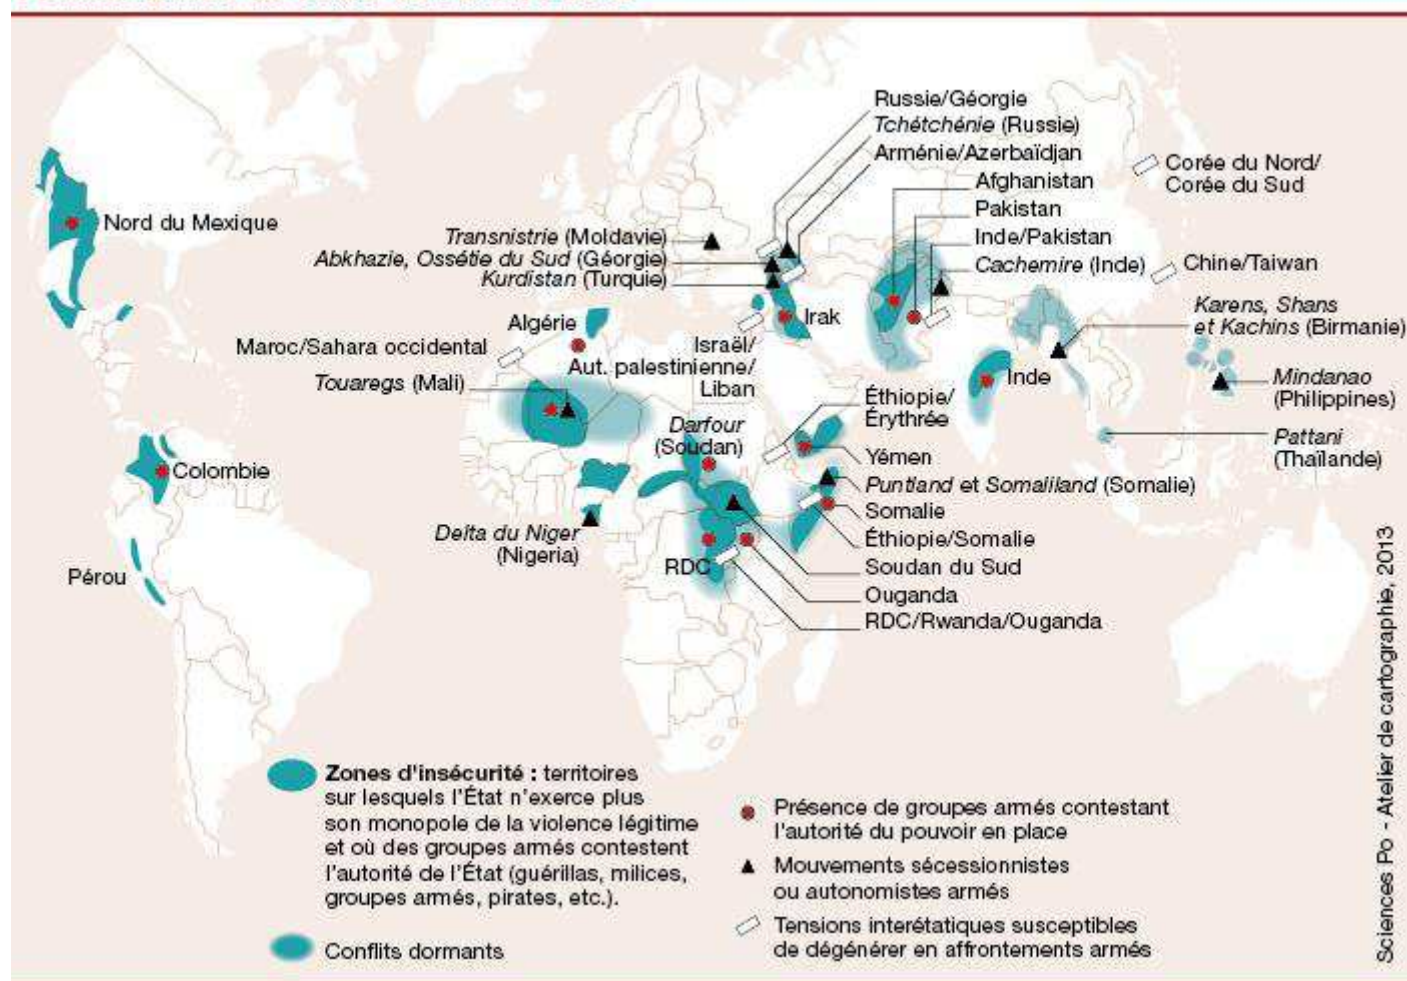 Russie/Géorgie
Tchétchénie (Russie)
Arménie/Azerbaïdjan
Afghanistan
Pakistan
Inde/Pakistan
Cachemire (Inde)
Corée du Nord/
Corée du Sud
Chine/Taiwan
Nord du Mexique
Transnistrie (Moldavie)
Abkhazie, Ossétie du Sud (Géorgie)
Kurdistan (Turquie)
Karens, Shans
et Kachins (Birmanie)
Algérie
Irak
Maroc/Sahara occidental
Israël/
Aut. palestinienne/
Liban
Touaregs (Mali)
Inde
Mindanao
(Philippines)
Éthiopie/
Érythrée
Darfour
(Soudan)
Pattani
(Thaïlande)
Colombie
Yémen
Puntland et Somaliland (Somalie)
Somalie
Delta du Niger
(Nigeria)
Éthiopie/Somalie
RDC
Soudan du Sud
Pérou
Ouganda
RDC/Rwanda/Ouganda
Zones d'insécurité : territoires
sur lesquels l'État n'exerce plus
son monopole de la violence légitime
et où des groupes armés contestent
l'autorité de l'État (guérillas, milices,
groupes armés, pirates, etc.).
Conflits dormants
Présence de groupes armés contestant
l'autorité du pouvoir en place
Mouvements sécessionnistes
ou autonomistes armés
Tensions interétatiques susceptibles
de dégénérer en affrontements armés
Sciences Po - Atelier de cartographie, 2013